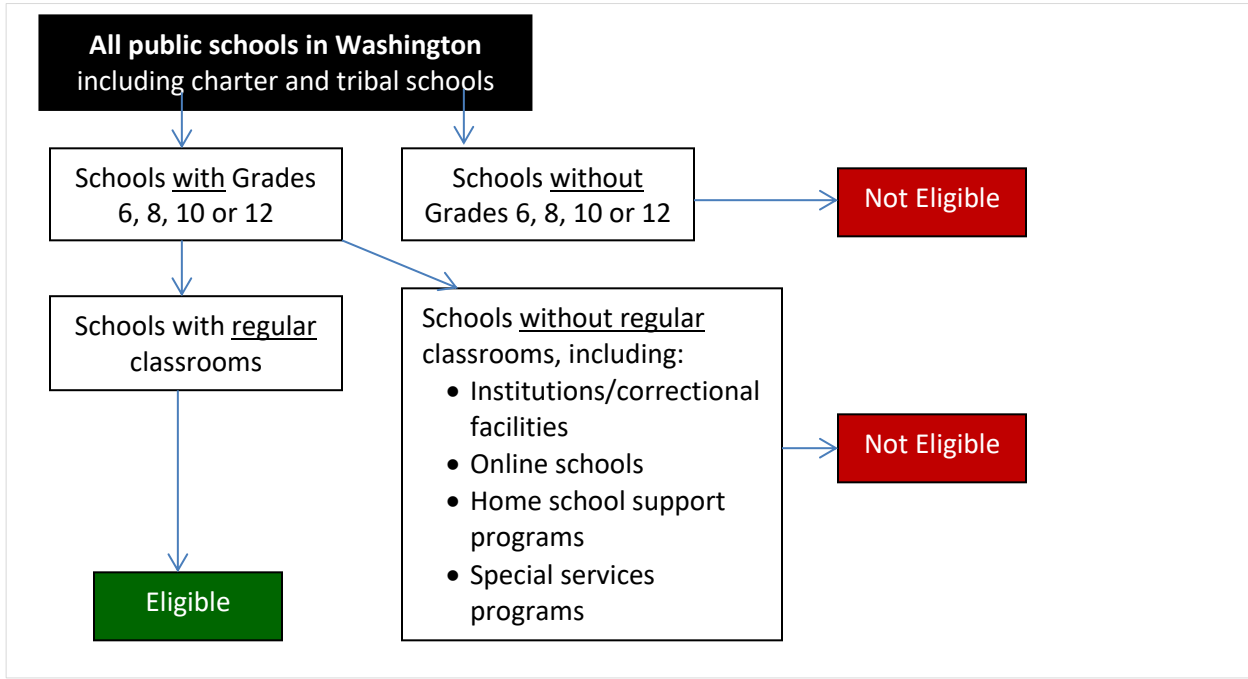 All public schools in Washington
including charter and tribal schools
Schools with Grades
6, 8, 10 or 12
Schools without
Grades 6, 8, 10 or 12
Not Eligible
Schools with regular
classrooms
Schools without regular
classrooms, including:
• Institutions/correctional
facilities
• Online schools
• Home school support
programs
• Special services
programs
Not Eligible
Eligible